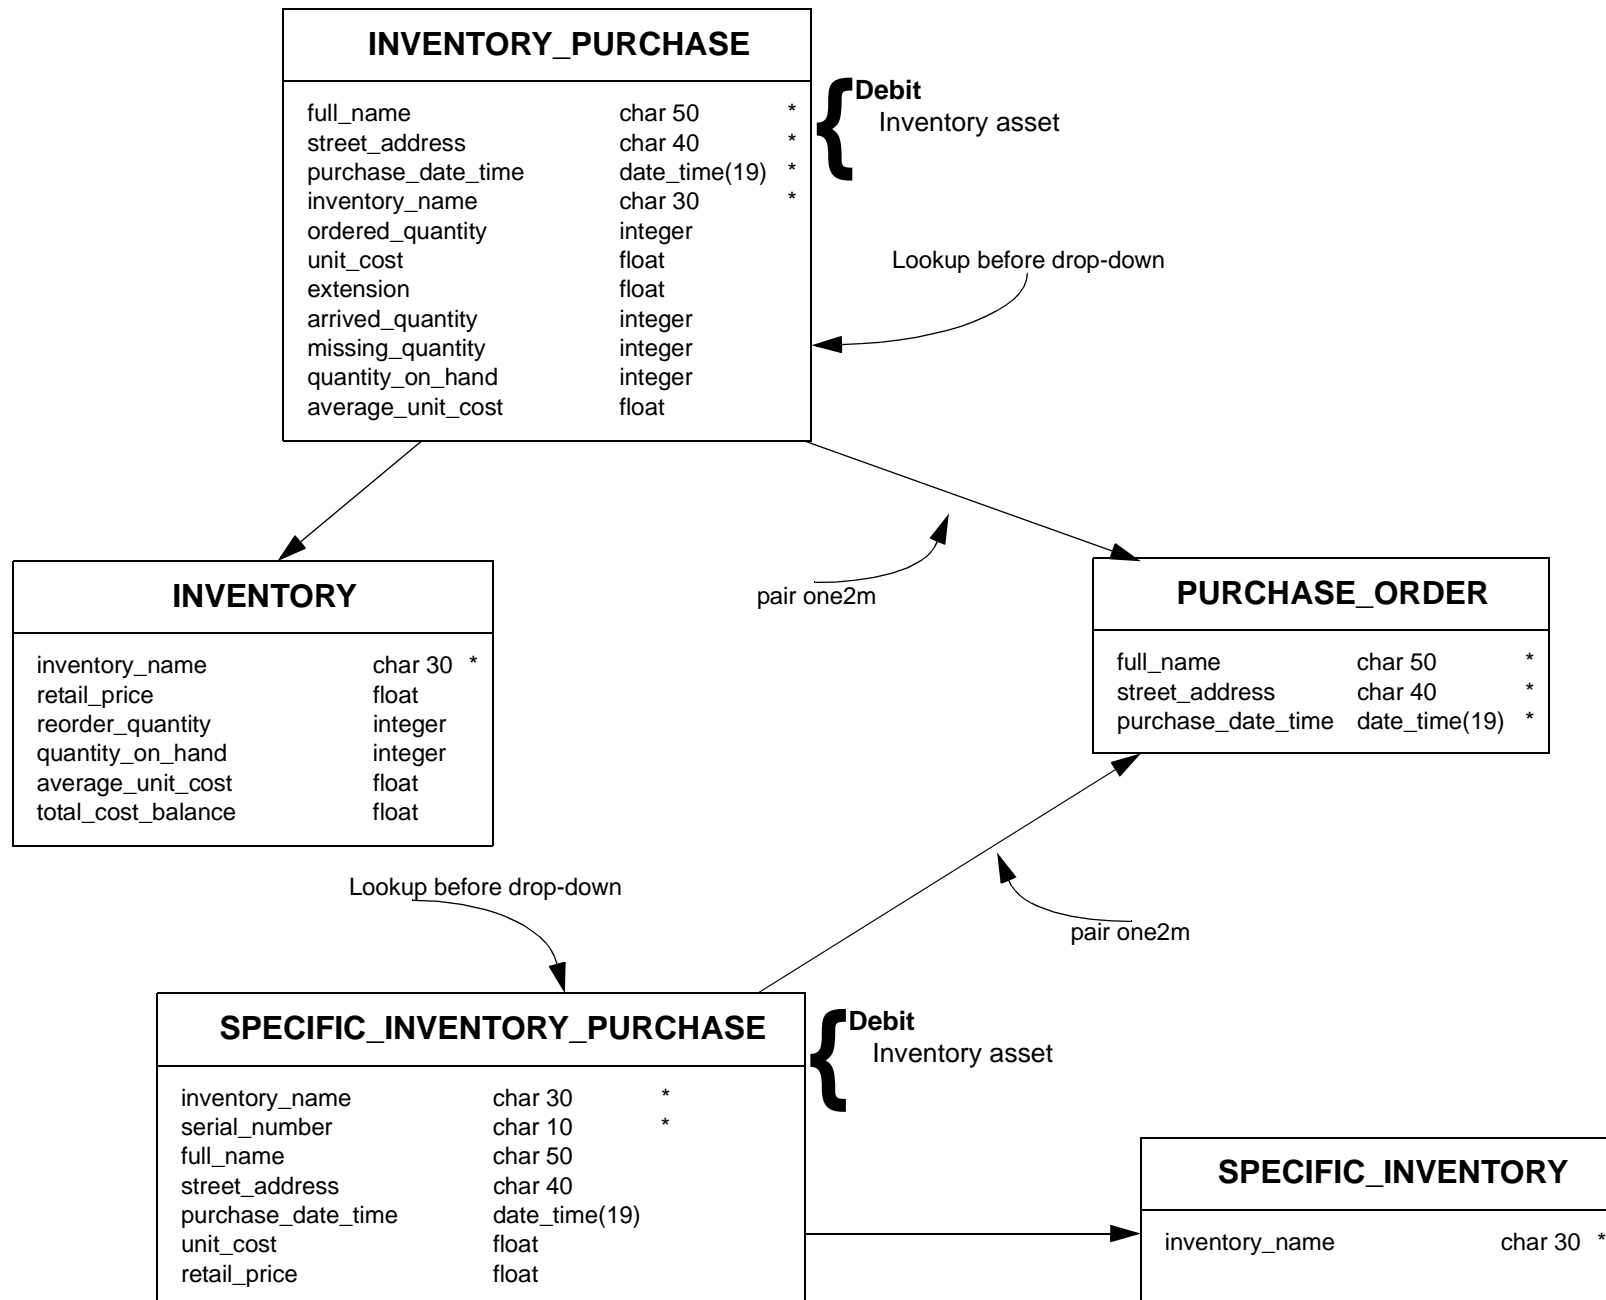 INVENTORY_PURCHASE
full_name char 50 *
street_address char 40 *
purchase_date_time date_time(19) *
inventory_name char 30 *
ordered_quantity integer
unit_cost float
extension float
arrived_quantity integer
missing_quantity integer
quantity_on_hand integer
average_unit_cost float
{ Debit
Inventory asset
Lookup before drop-down
pair one2m
INVENTORY
inventory_name char 30 *
retail_price float
reorder_quantity integer
quantity_on_hand integer
average_unit_cost float
total_cost_balance float
PURCHASE_ORDER
full_name char 50 *
street_address char 40 *
purchase_date_time date_time(19) *
Lookup before drop-down
pair one2m
SPECIFIC_INVENTORY_PURCHASE
inventory_name char 30 *
serial_number char 10 *
full_name char 50
street_address char 40
purchase_date_time date_time(19)
unit_cost float
retail_price float
{ Debit
Inventory asset
SPECIFIC_INVENTORY
inventory_name char 30 *